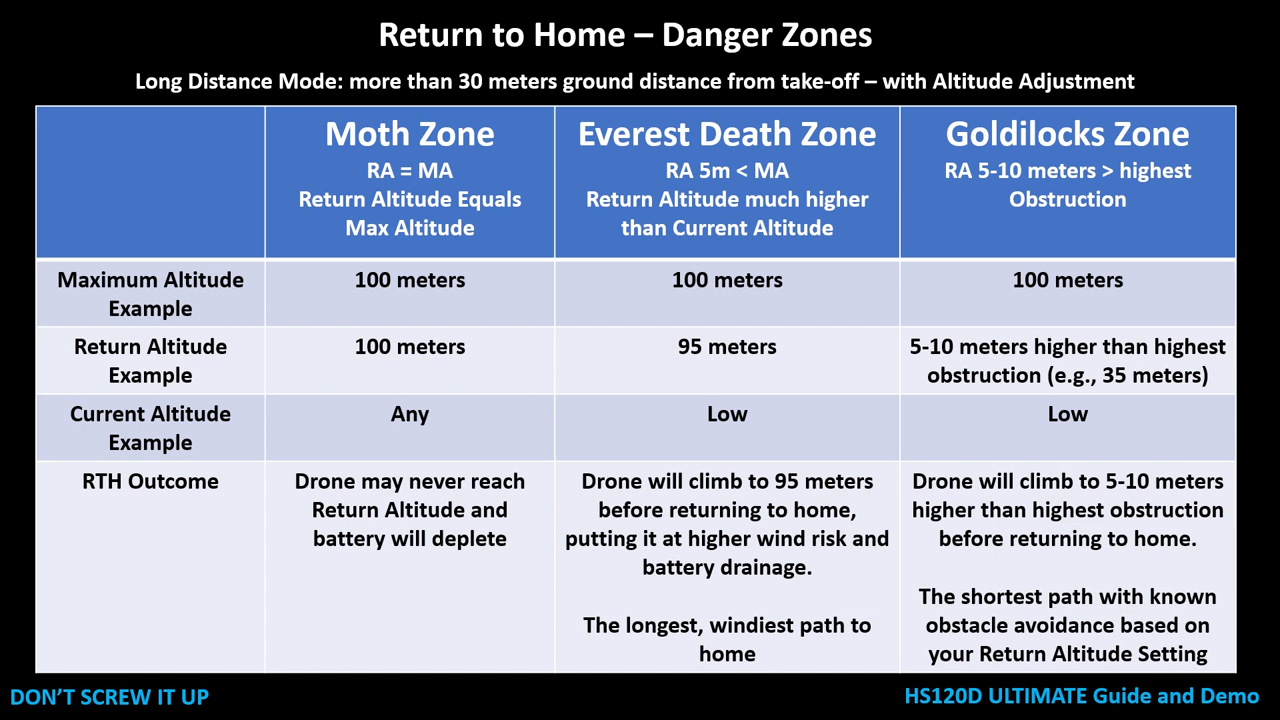 Return to Home – Danger Zones
Long Distance Mode: more than 30 meters ground distance from take-off – with Altitude Adjustment
Moth Zone
RA = MA
Return Altitude Equals
Max Altitude
Everest Death Zone
RA 5m < MA
Return Altitude much higher
than Current Altitude
Goldilocks Zone
RA 5-10 meters > highest
Obstruction
Maximum Altitude
Example
100 meters
100 meters
100 meters
Return Altitude
Example
100 meters
95 meters
5-10 meters higher than highest
obstruction (e.g., 35 meters)
Current Altitude
Example
Any
Low
Low
RTH Outcome
Drone may never reach
Return Altitude and
battery will deplete
Drone will climb to 95 meters
before returning to home,
putting it at higher wind risk and
battery drainage.
The longest, windiest path to
home
Drone will climb to 5-10 meters
higher than highest obstruction
before returning to home.
The shortest path with known
obstacle avoidance based on
your Return Altitude Setting
DON’T SCREW IT UP
HS120D ULTIMATE Guide and Demo